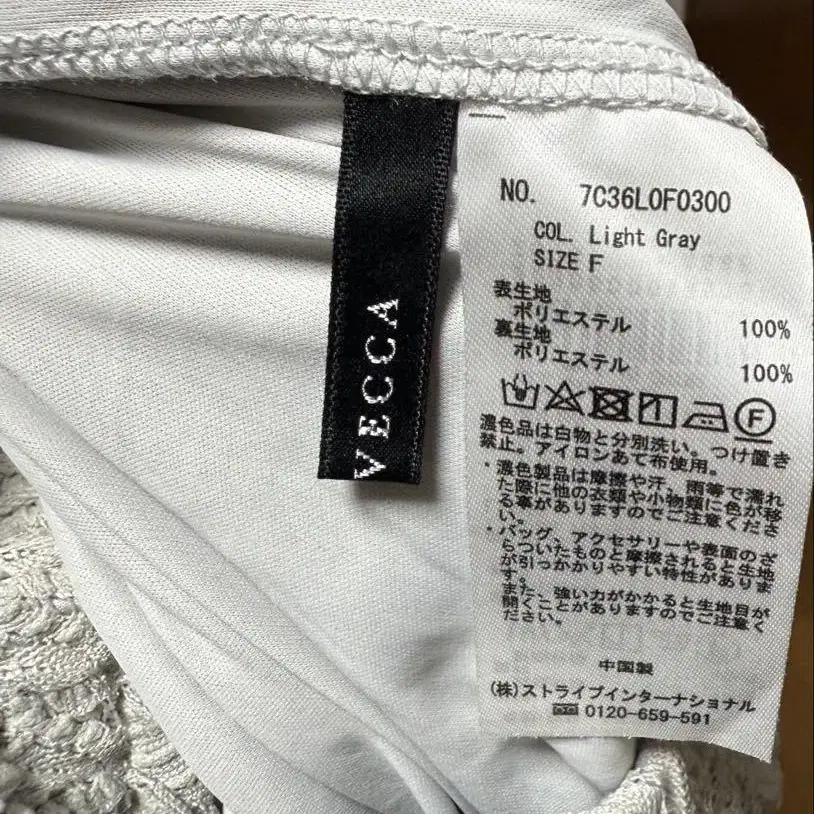 VECCA
NO. 7C36L0F0300
COL. Light Gray
SIZE F
表生地
ポリエステル 100%
裏生地
ポリエステル 100%
F
濃色品は白物と分別洗い。つけ置き
禁止。アイロンあて布使用。
・濃色製品は摩擦や汗、雨等で濡れ
た際に他の衣類や小物類に色が移
る事がありますのでご注意くださ
い。
・バッグ、アクセサリーや表面のざ
らついたものと摩擦されると生地
が引っかかりやすい特性がありま
す。
また、強い力がかかると生地目が
開くことがありますのでご注意く
ださい。
中国製
(株)ストライプインターナショナル
0120-659-591